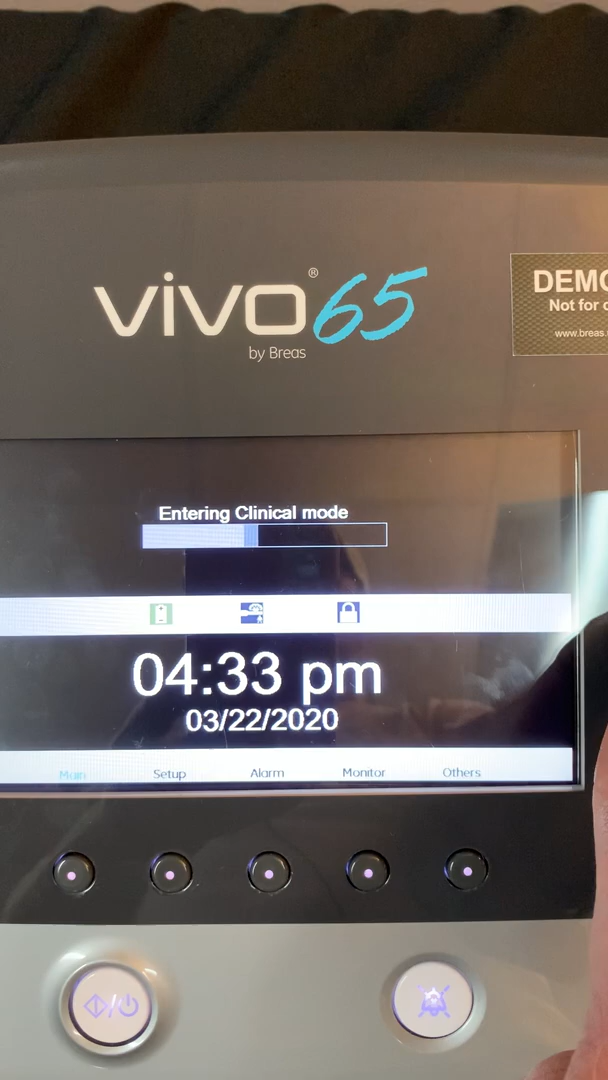 vivo® 65
by Breas
DEMO
Not for
www.breas.
Entering Clinical mode
04:33 pm
03/22/2020
Main Setup Alarm Monitor Others